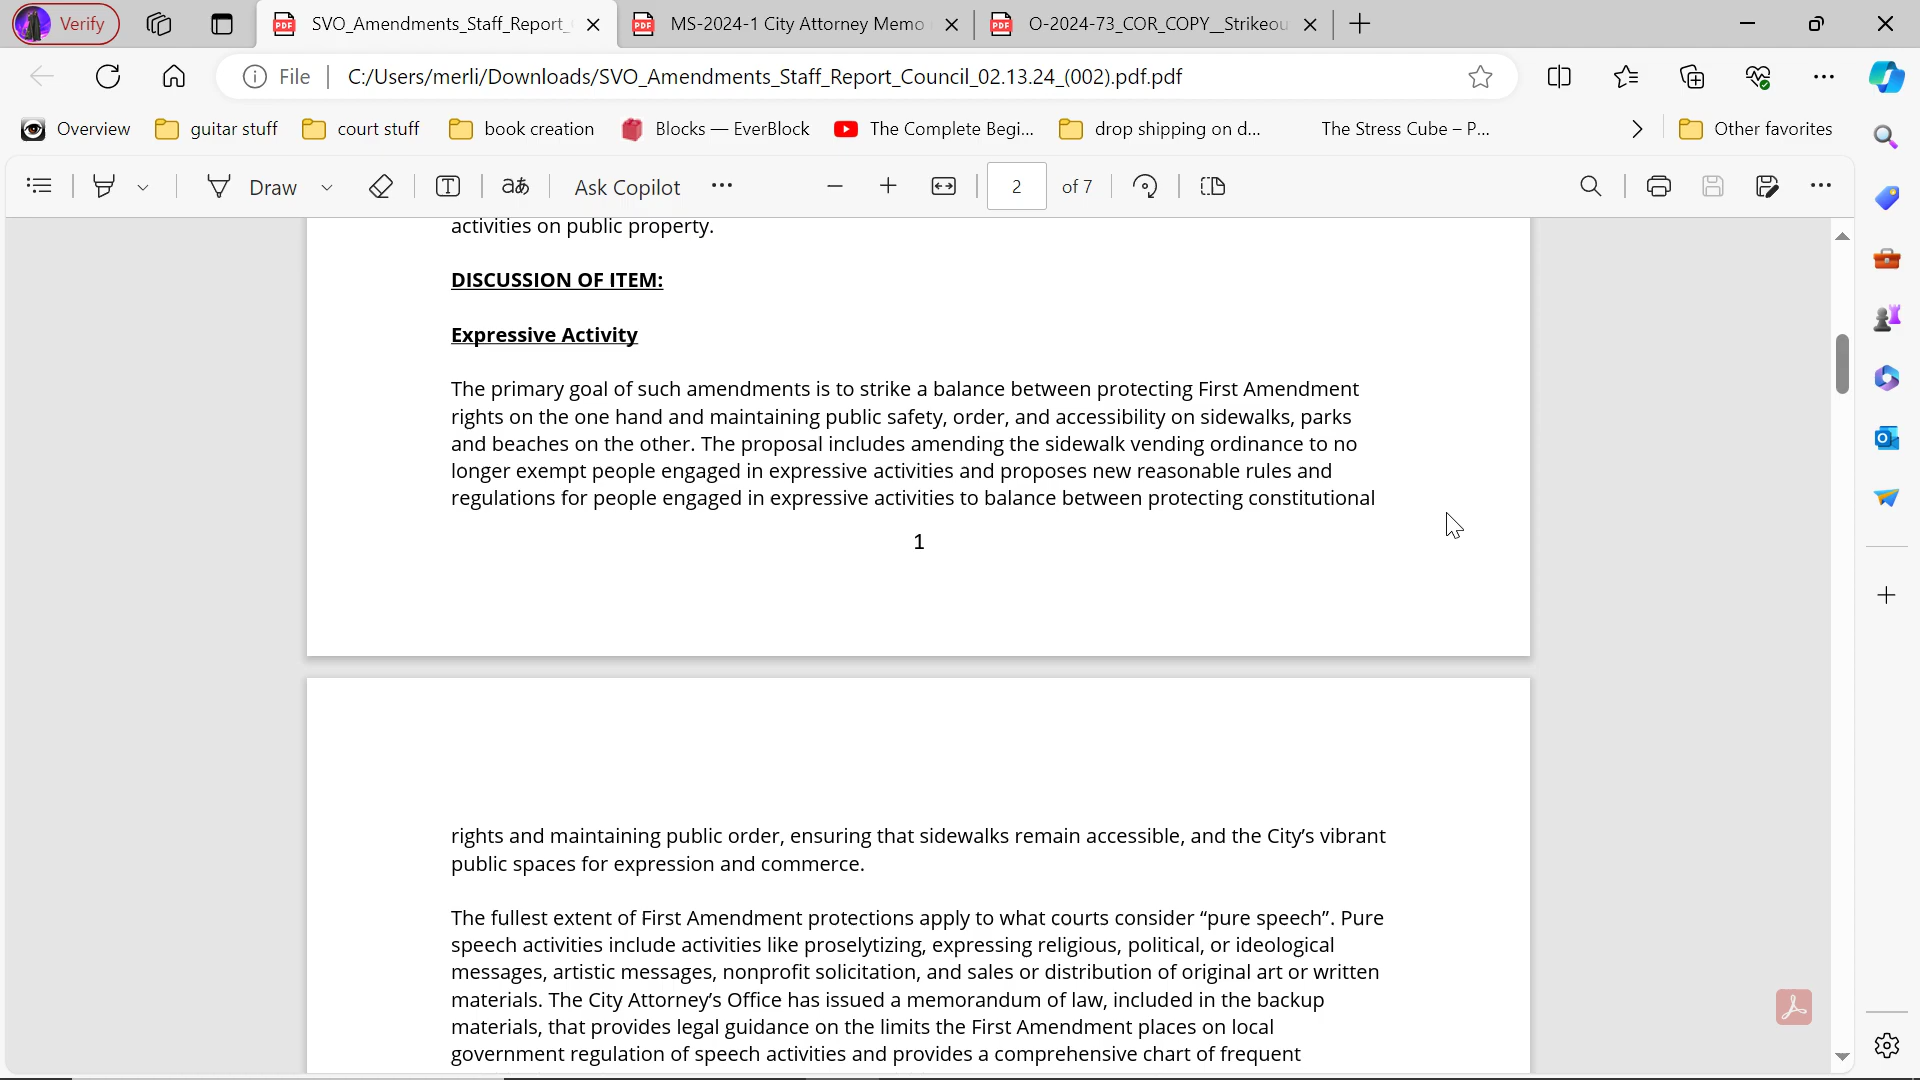 Verify
SVO_Amendments_Staff_Report_
MS-2024-1 City Attorney Memo
O-2024-73_COR_COPY__Strikeou
File
C:/Users/merli/Downloads/SVO_Amendments_Staff_Report_Council_02.13.24_(002).pdf.pdf
Overview
guitar stuff
court stuff
book creation
Blocks — EverBlock
The Complete Begi...
drop shipping on d...
The Stress Cube – P...
Other favorites
Draw
Ask Copilot
2
of 7
activities on public property.
DISCUSSION OF ITEM:
Expressive Activity
The primary goal of such amendments is to strike a balance between protecting First Amendment
rights on the one hand and maintaining public safety, order, and accessibility on sidewalks, parks
and beaches on the other. The proposal includes amending the sidewalk vending ordinance to no
longer exempt people engaged in expressive activities and proposes new reasonable rules and
regulations for people engaged in expressive activities to balance between protecting constitutional
1
rights and maintaining public order, ensuring that sidewalks remain accessible, and the City’s vibrant
public spaces for expression and commerce.
The fullest extent of First Amendment protections apply to what courts consider “pure speech”. Pure
speech activities include activities like proselytizing, expressing religious, political, or ideological
messages, artistic messages, nonprofit solicitation, and sales or distribution of original art or written
materials. The City Attorney’s Office has issued a memorandum of law, included in the backup
materials, that provides legal guidance on the limits the First Amendment places on local
government regulation of speech activities and provides a comprehensive chart of frequent